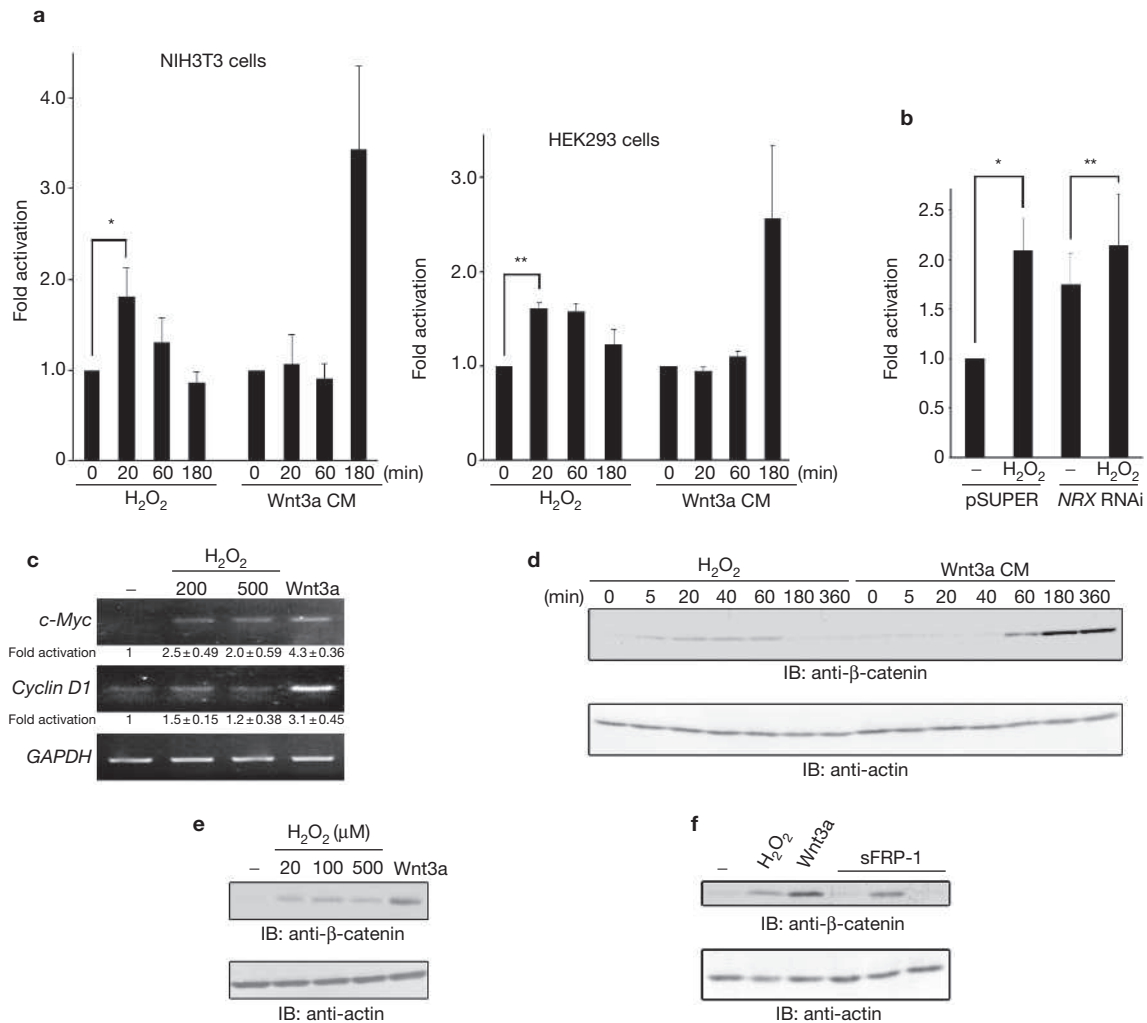 a
NIH3T3 cells
Fold activation
4.0
3.0
2.0
1.0
0
0 20 60 180 0 20 60 180 (min)
H2O2 Wnt3a CM
HEK293 cells
Fold activation
3.0
2.0
1.0
0
0 20 60 180 0 20 60 180 (min)
H2O2 Wnt3a CM
*
**
b
Fold activation
2.5
2.0
1.5
1.0
0.5
0
* **
– H2O2 – H2O2
pSUPER NRX RNAi
c
H2O2
– 200 500 Wnt3a
c-Myc
Fold activation 1 2.5±0.49 2.0±0.59 4.3±0.36
Cyclin D1
Fold activation 1 1.5±0.15 1.2±0.38 3.1±0.45
GAPDH
d
H2O2 Wnt3a CM
(min) 0 5 20 40 60 180 360 0 5 20 40 60 180 360
IB: anti-β-catenin
IB: anti-actin
e
H2O2 (μM)
– 20 100 500 Wnt3a
IB: anti-β-catenin
IB: anti-actin
f
– H2O2 Wnt3a sFRP-1
IB: anti-β-catenin
IB: anti-actin